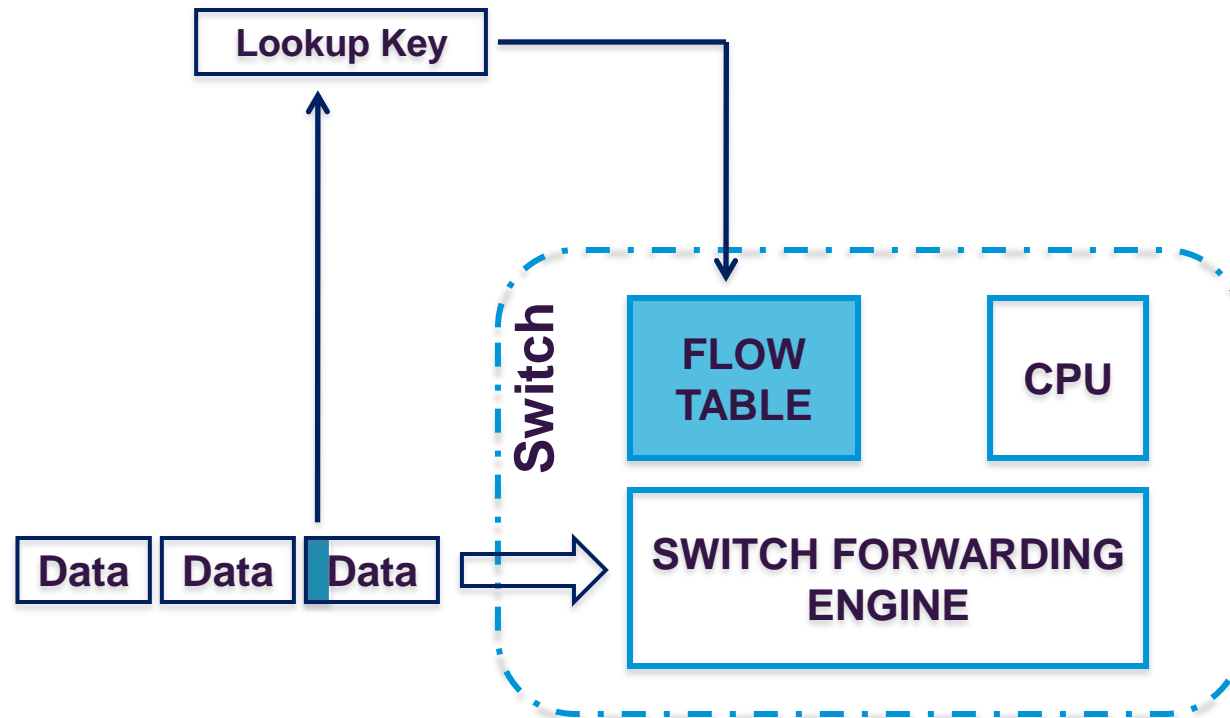 Lookup Key
Switch
FLOW
TABLE
CPU
Data
Data
Data
SWITCH FORWARDING
ENGINE